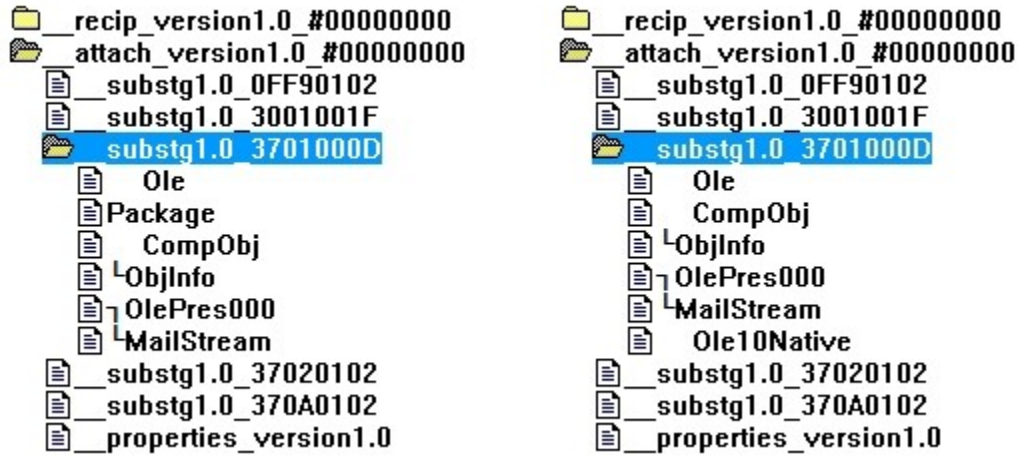 __recip_version1.0_#00000000
__attach_version1.0_#00000000
__substg1.0_0FF90102
__substg1.0_3001001F
__substg1.0_3701000D
Ole
Package
CompObj
└ObjInfo
┐OlePres000
└MailStream
__substg1.0_37020102
__substg1.0_370A0102
__properties_version1.0
__recip_version1.0_#00000000
__attach_version1.0_#00000000
__substg1.0_0FF90102
__substg1.0_3001001F
__substg1.0_3701000D
Ole
CompObj
└ObjInfo
┐OlePres000
└MailStream
Ole10Native
__substg1.0_37020102
__substg1.0_370A0102
__properties_version1.0